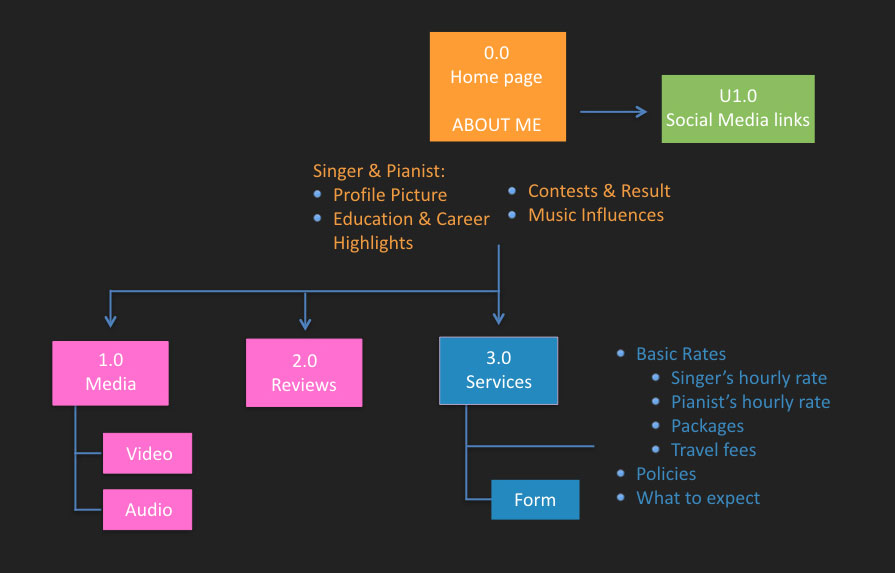 0.0
Home page
ABOUT ME
U1.0
Social Media links
Singer & Pianist:
Profile Picture
Education & Career
Highlights
Contests & Result
Music Influences
1.0
Media
2.0
Reviews
3.0
Services
Video
Audio
Form
Basic Rates
Singer's hourly rate
Pianist's hourly rate
Packages
Travel fees
Policies
What to expect